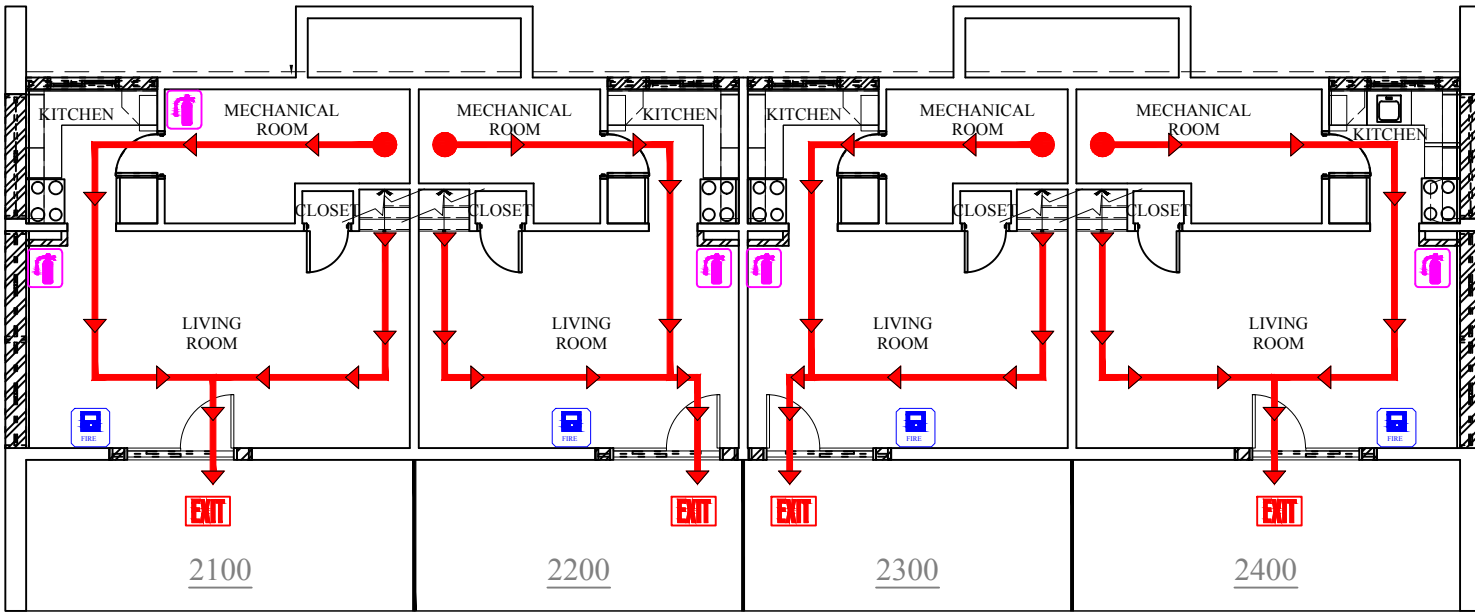 KITCHEN
MECHANICAL
ROOM
MECHANICAL
ROOM
KITCHEN
KITCHEN
MECHANICAL
ROOM
MECHANICAL
ROOM
KITCHEN
CLOSET
CLOSET
CLOSET
CLOSET
LIVING
ROOM
LIVING
ROOM
LIVING
ROOM
LIVING
ROOM
FIRE
FIRE
FIRE
FIRE
EXIT
EXIT
EXIT
EXIT
2100
2200
2300
2400